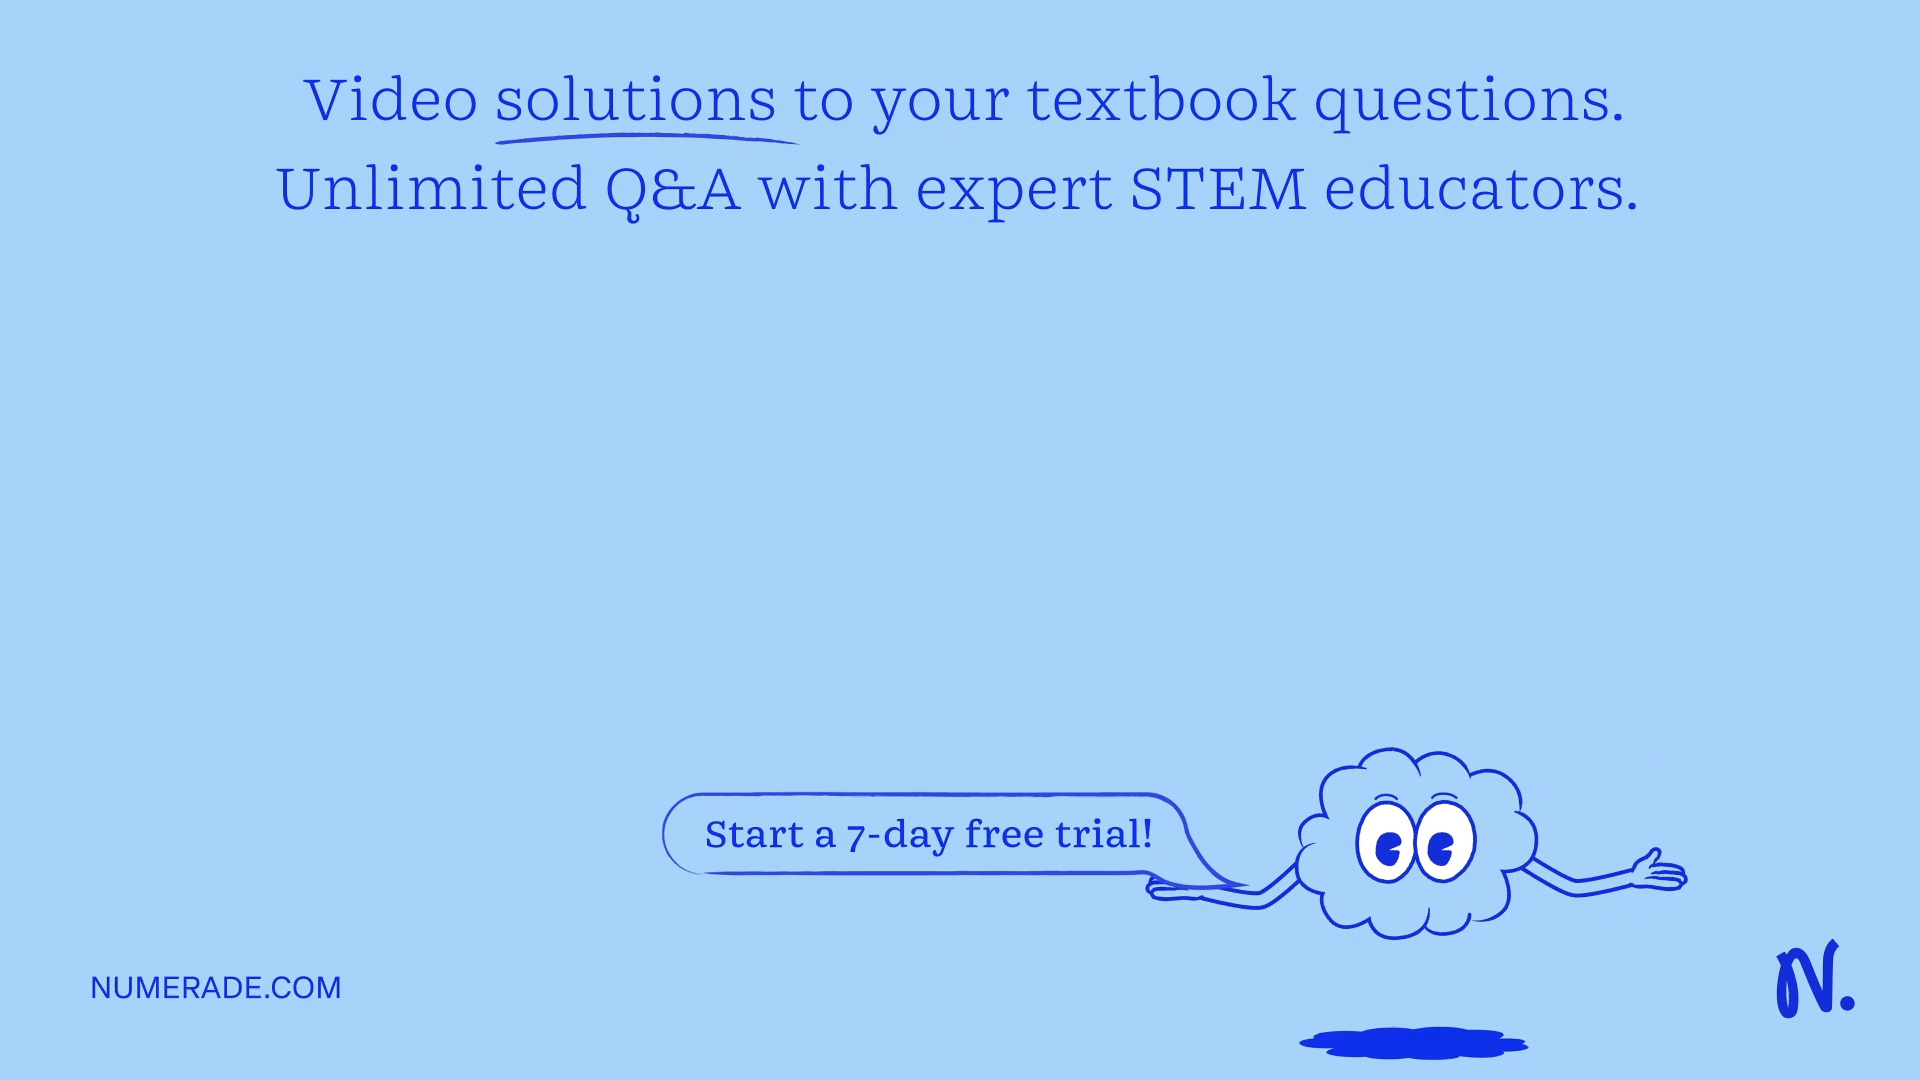 Video solutions to your textbook questions.
Unlimited Q&A with expert STEM educators.
Start a 7-day free trial!
NUMERADE.COM
N.